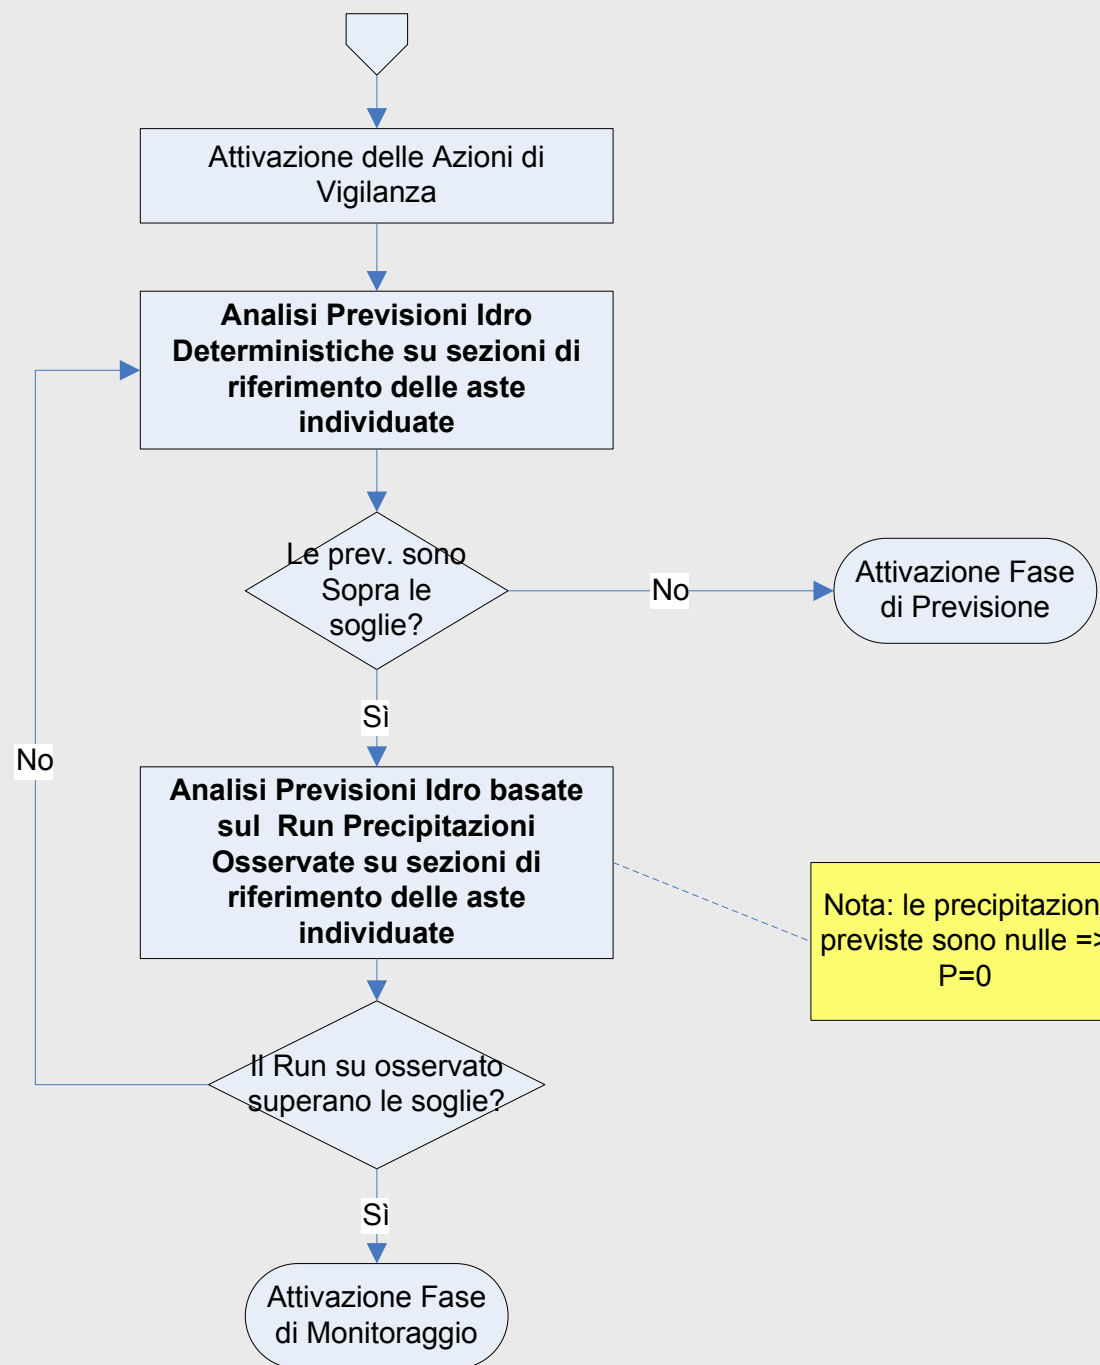 Attivazione delle Azioni di
Vigilanza
Analisi Previsioni Idro
Deterministiche su sezioni di
riferimento delle aste
individuate
Le prev. sono
Sopra le
soglie?
No
Attivazione Fase
di Previsione
Sì
No
Analisi Previsioni Idro basate
sul Run Precipitazioni
Osservate su sezioni di
riferimento delle aste
individuate
Nota: le precipitazion
previste sono nulle =>
P=0
Il Run su osservato
superano le soglie?
Sì
Attivazione Fase
di Monitoraggio